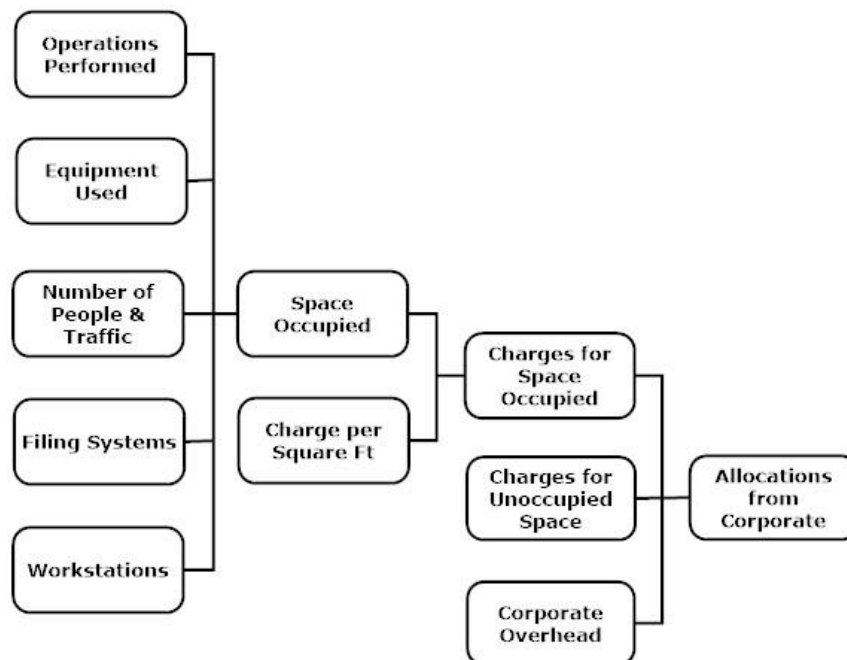 Operations
Performed
Equipment
Used
Number of
People &
Traffic
Filing Systems
Workstations
Space
Occupied
Charge per
Square Ft
Charges for
Space
Occupied
Charges for
Unoccupied
Space
Corporate
Overhead
Allocations
from
Corporate